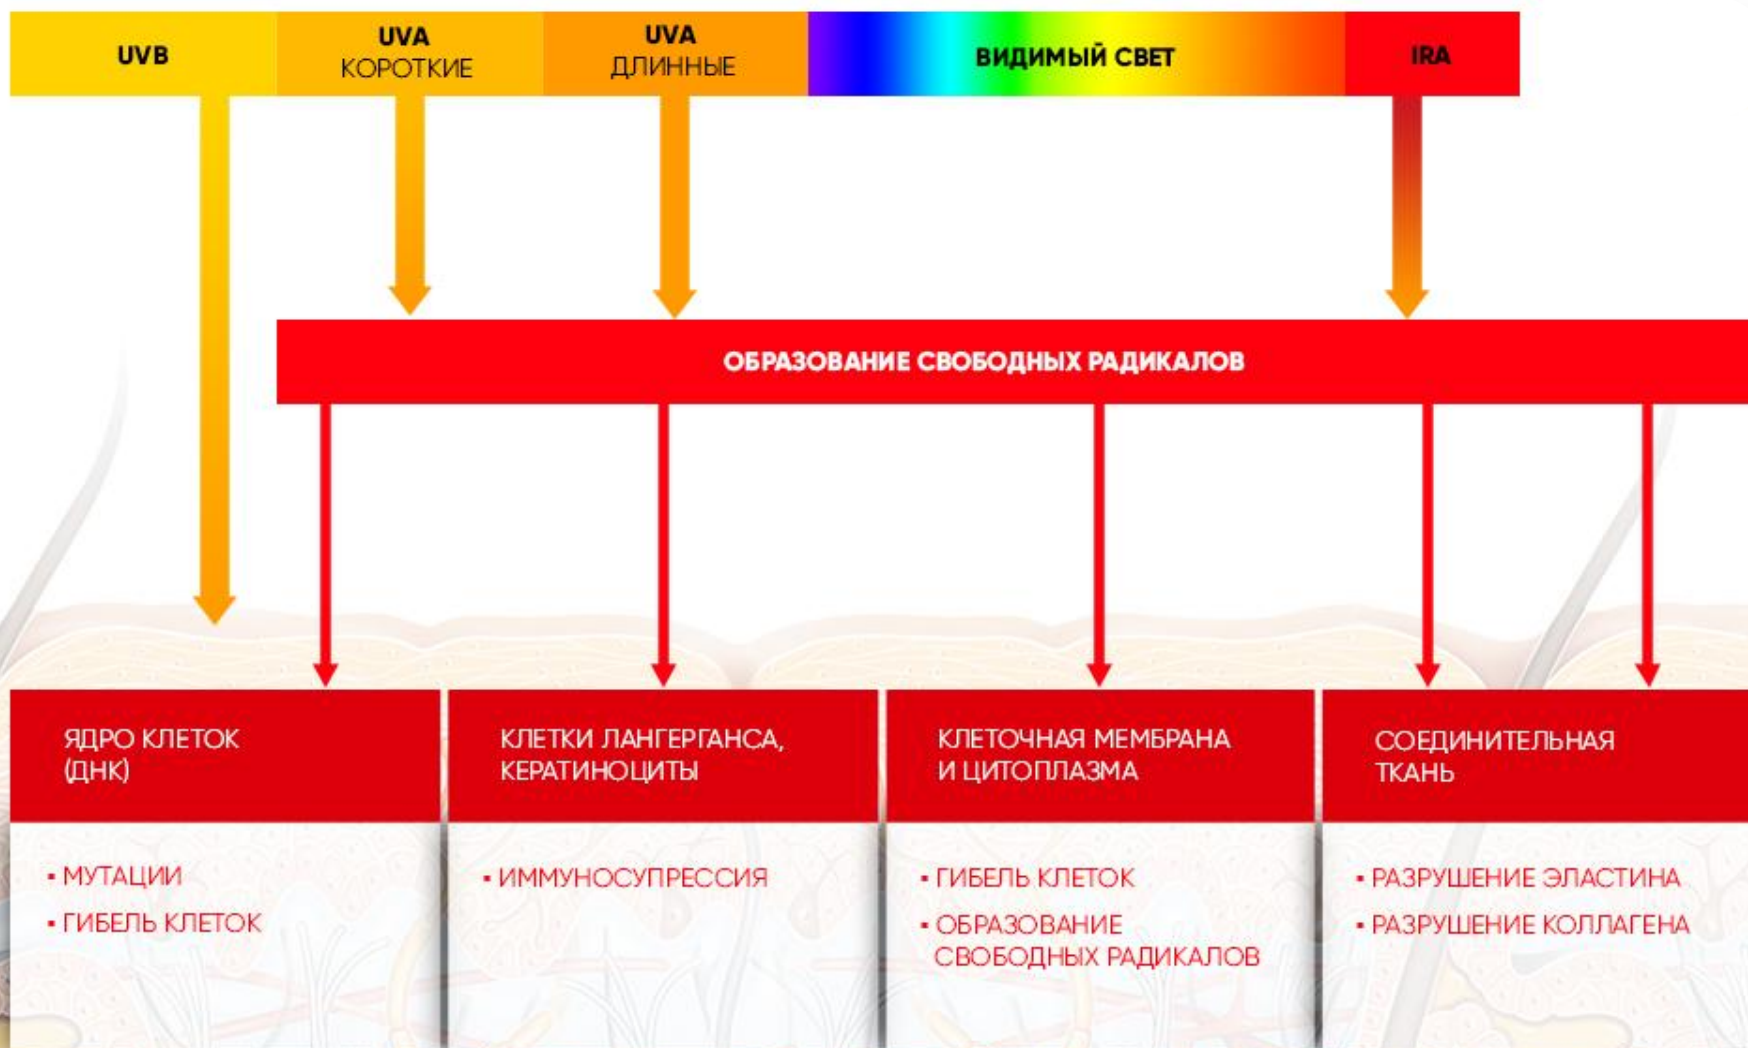 UVB
UVA
КОРОТКИЕ
UVA
ДЛИННЫЕ
ВИДИМЫЙ СВЕТ
IRA
ОБРАЗОВАНИЕ СВОБОДНЫХ РАДИКАЛОВ
ЯДРО КЛЕТОК
(ДНК)
▪ МУТАЦИИ
▪ ГИБЕЛЬ КЛЕТОК
КЛЕТКИ ЛАНГЕРГАНСА,
КЕРАТИНОЦИТЫ
▪ ИММУНОСУПРЕССИЯ
КЛЕТОЧНАЯ МЕМБРАНА
И ЦИТОПЛАЗМА
▪ ГИБЕЛЬ КЛЕТОК
▪ ОБРАЗОВАНИЕ
СВОБОДНЫХ РАДИКАЛОВ
СОЕДИНИТЕЛЬНАЯ
ТКАНЬ
▪ РАЗРУШЕНИЕ ЭЛАСТИНА
▪ РАЗРУШЕНИЕ КОЛЛАГЕНА